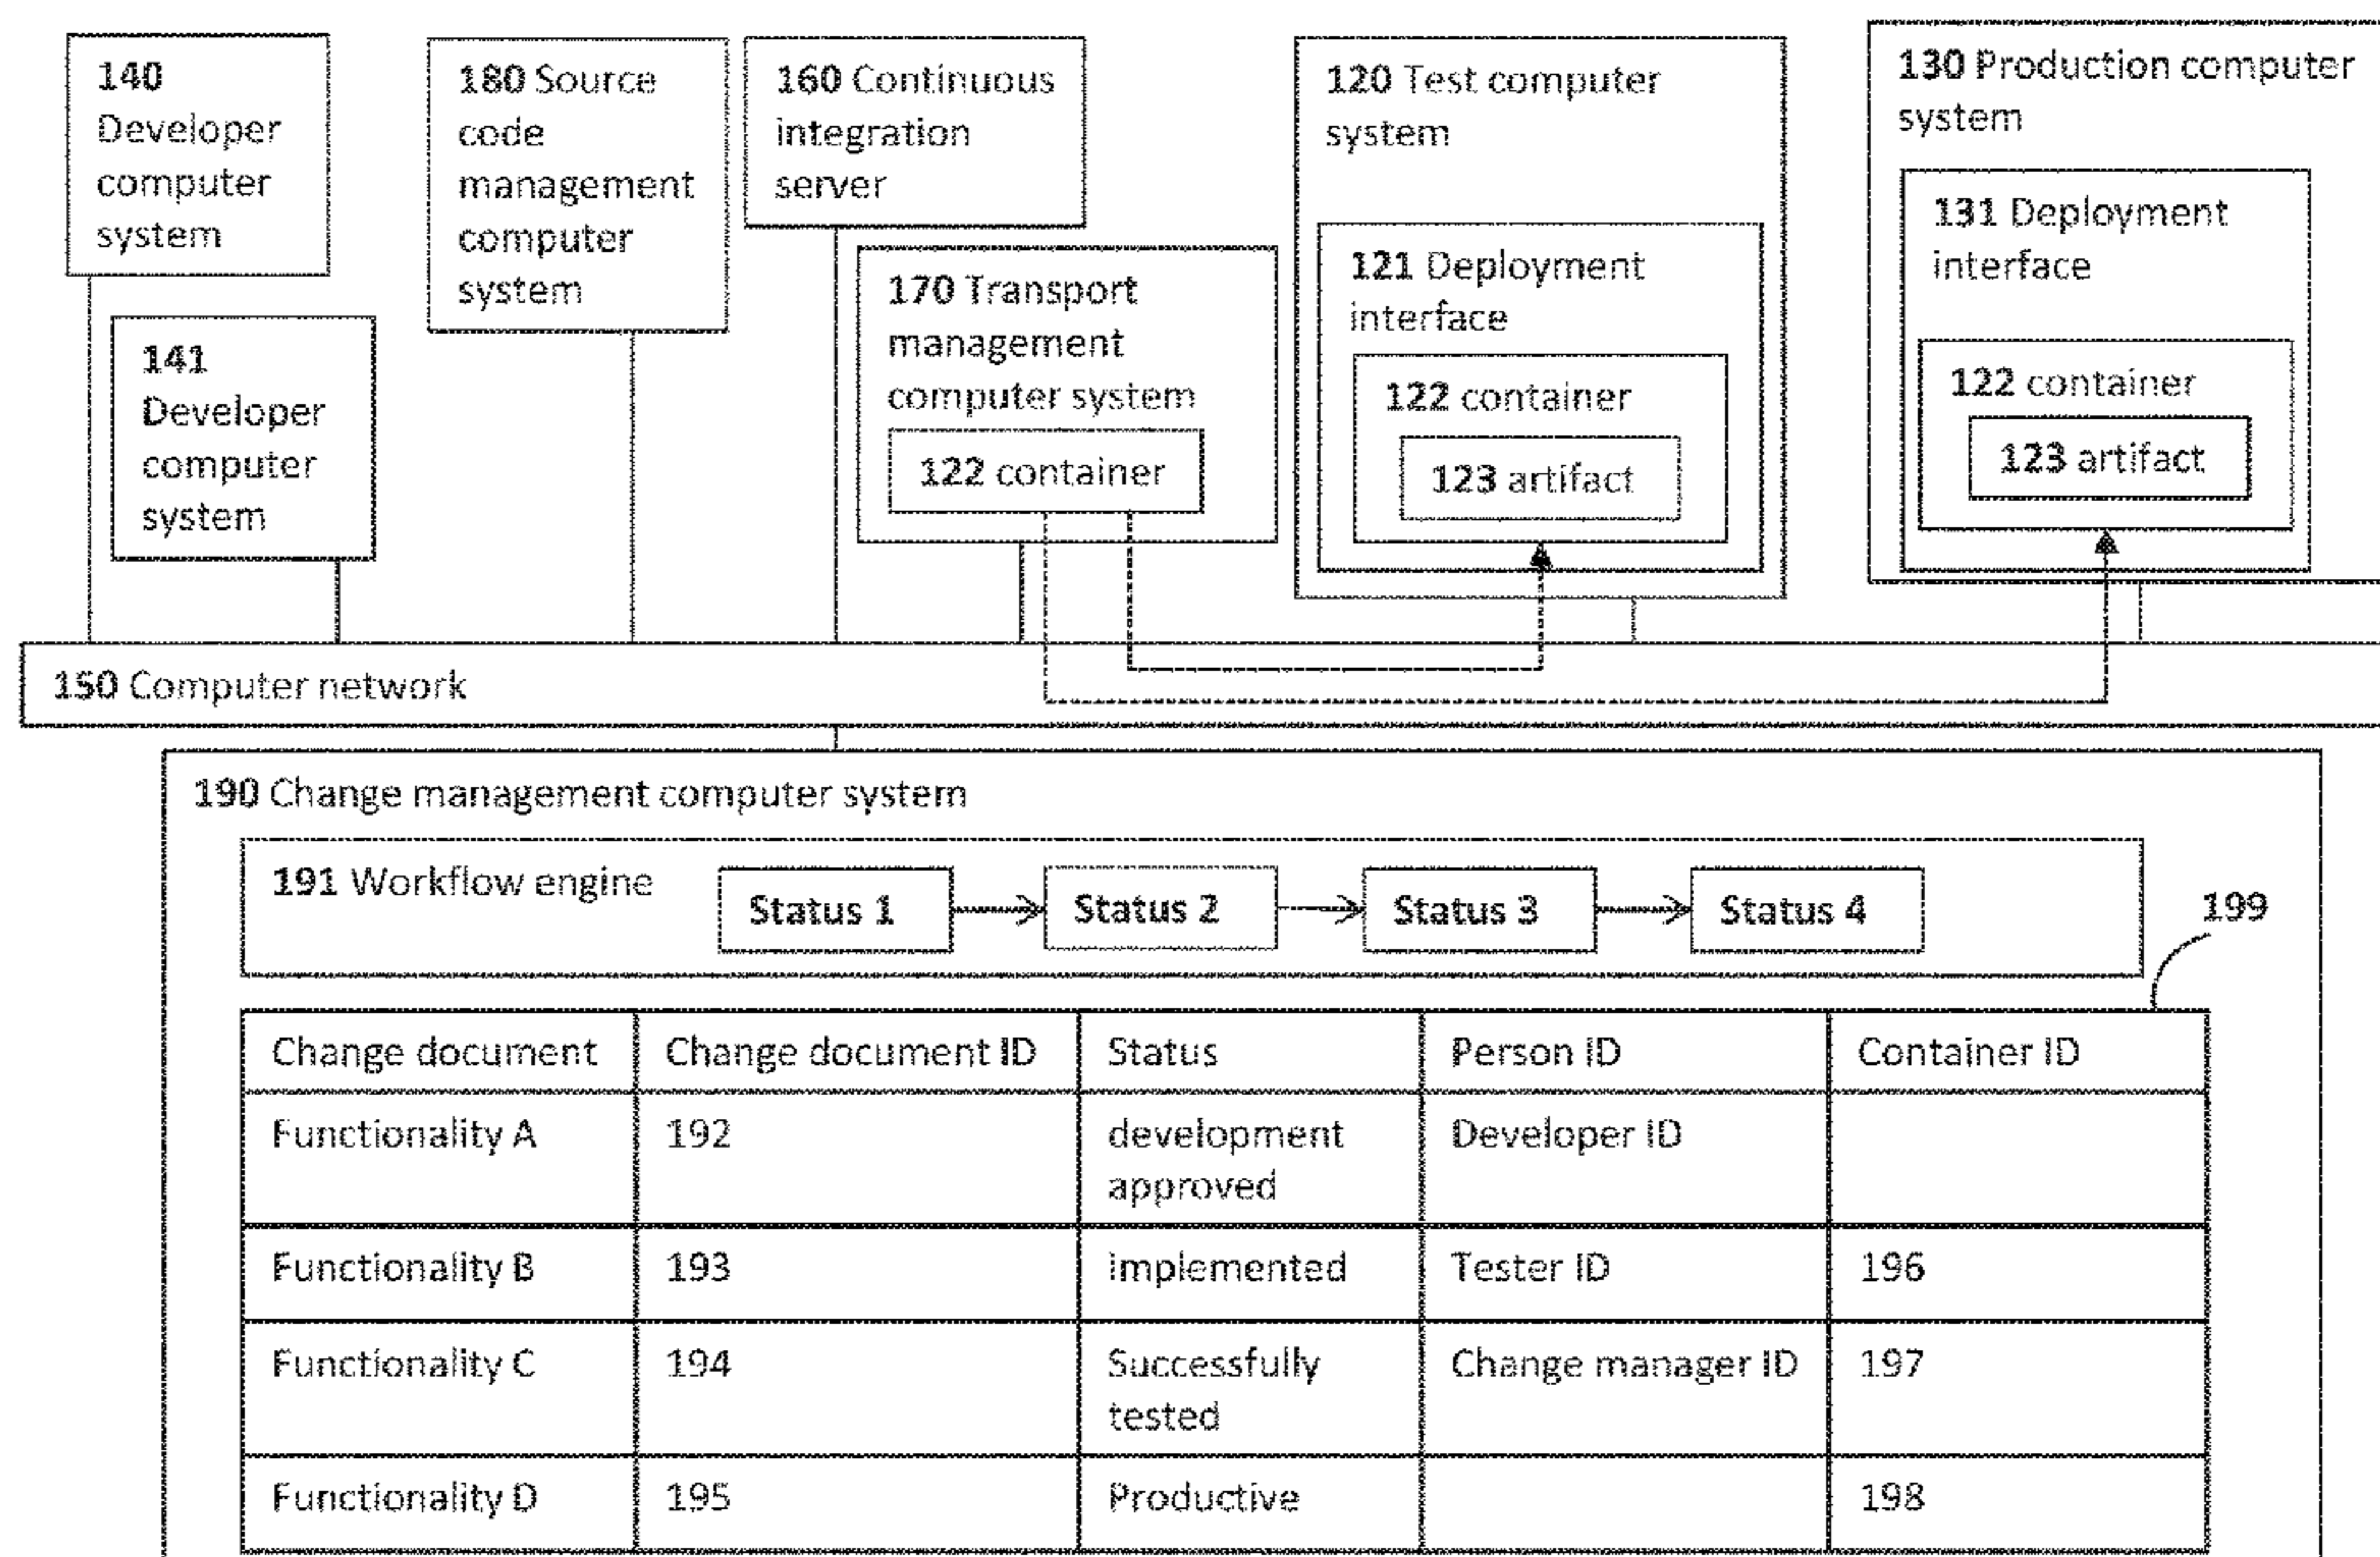 140
Developer
computer
system
141
Developer
computer
system
180 Source
code
management
computer
system
160 Continuous
integration
server
170 Transport
management
computer system
122 container
120 Test computer
system
121 Deployment
interface
122 container
123 artifact
130 Production computer
system
131 Deployment
interface
122 container
123 artifact
150 Computer network
190 Change management computer system
191 Workflow engine
Status 1
Status 2
Status 3
Status 4
199
Change document
Change document ID
Status
Person ID
Container ID
Functionality A
192
development
approved
Developer ID
Functionality B
193
implemented
Tester ID
196
Functionality C
194
Successfully
tested
Change manager ID
197
Functionality D
195
Productive
198